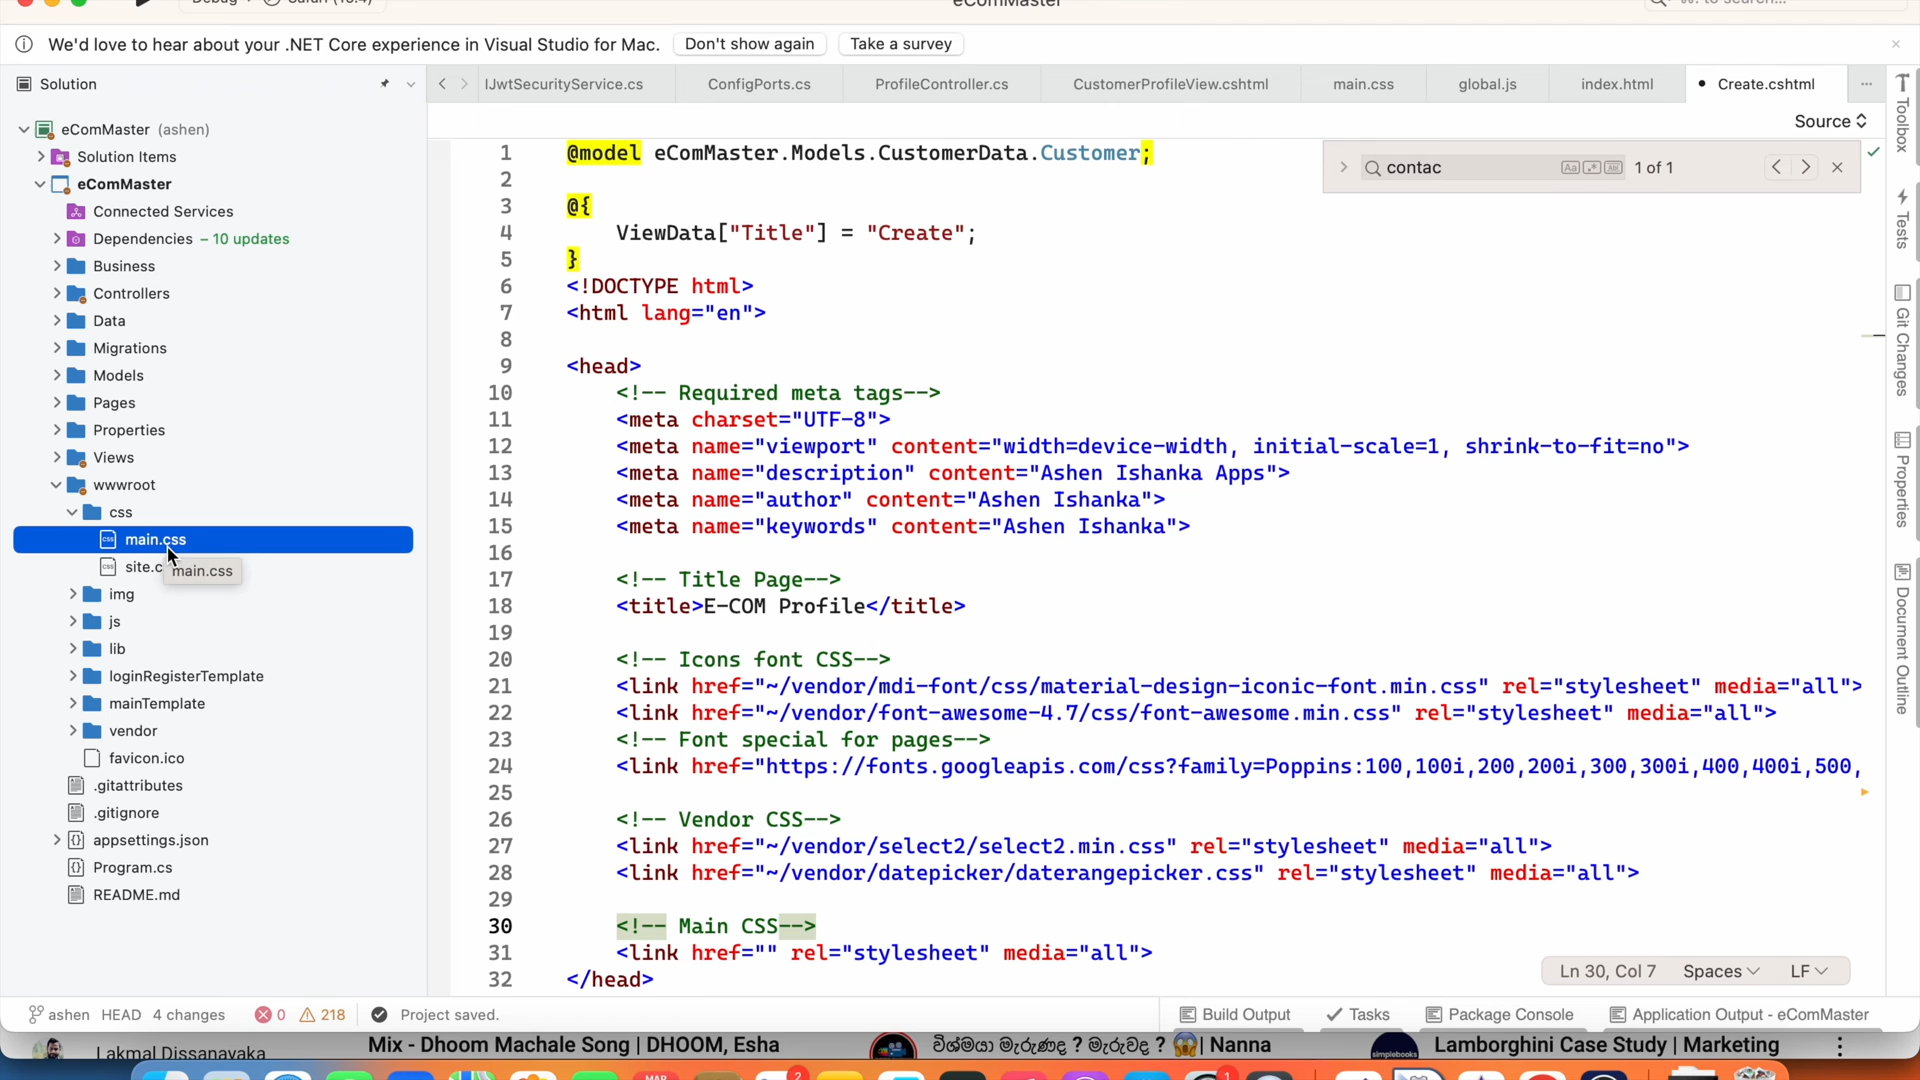 eComMaster
We'd love to hear about your .NET Core experience in Visual Studio for Mac. Don't show again Take a survey
Solution
IJwtSecurityService.cs ConfigPorts.cs ProfileController.cs CustomerProfileView.cshtml main.css global.js index.html Create.cshtml
Source
contac 1 of 1
eComMaster (ashen)
Solution Items
eComMaster
Connected Services
Dependencies – 10 updates
Business
Controllers
Data
Migrations
Models
Pages
Properties
Views
wwwroot
css
main.css
site.c
main.css
img
js
lib
loginRegisterTemplate
mainTemplate
vendor
favicon.ico
.gitattributes
.gitignore
appsettings.json
Program.cs
README.md
1 @model eComMaster.Models.CustomerData.Customer;
2
3 @{
4 ViewData["Title"] = "Create";
5 }
6 <!DOCTYPE html>
7 <html lang="en">
8
9 <head>
10 <!-- Required meta tags-->
11 <meta charset="UTF-8">
12 <meta name="viewport" content="width=device-width, initial-scale=1, shrink-to-fit=no">
13 <meta name="description" content="Ashen Ishanka Apps">
14 <meta name="author" content="Ashen Ishanka">
15 <meta name="keywords" content="Ashen Ishanka">
16
17 <!-- Title Page-->
18 <title>E-COM Profile</title>
19
20 <!-- Icons font CSS-->
21 <link href="~/vendor/mdi-font/css/material-design-iconic-font.min.css" rel="stylesheet" media="all">
22 <link href="~/vendor/font-awesome-4.7/css/font-awesome.min.css" rel="stylesheet" media="all">
23 <!-- Font special for pages-->
24 <link href="https://fonts.googleapis.com/css?family=Poppins:100,100i,200,200i,300,300i,400,400i,500,
25
26 <!-- Vendor CSS-->
27 <link href="~/vendor/select2/select2.min.css" rel="stylesheet" media="all">
28 <link href="~/vendor/datepicker/daterangepicker.css" rel="stylesheet" media="all">
29
30 <!-- Main CSS-->
31 <link href="" rel="stylesheet" media="all">
32 </head>
Ln 30, Col 7 Spaces LF
Toolbox
Tests
Git Changes
Properties
Document Outline
ashen HEAD 4 changes 0 218 Project saved.
Build Output Tasks Package Console Application Output - eComMaster
Lakmal Dissanayaka
Mix - Dhoom Machale Song | DHOOM, Esha
විශ්මයා මැරුණද ? මැරුවද ? 😱| Nanna
simplebooks
Lamborghini Case Study | Marketing
MAR 2 1